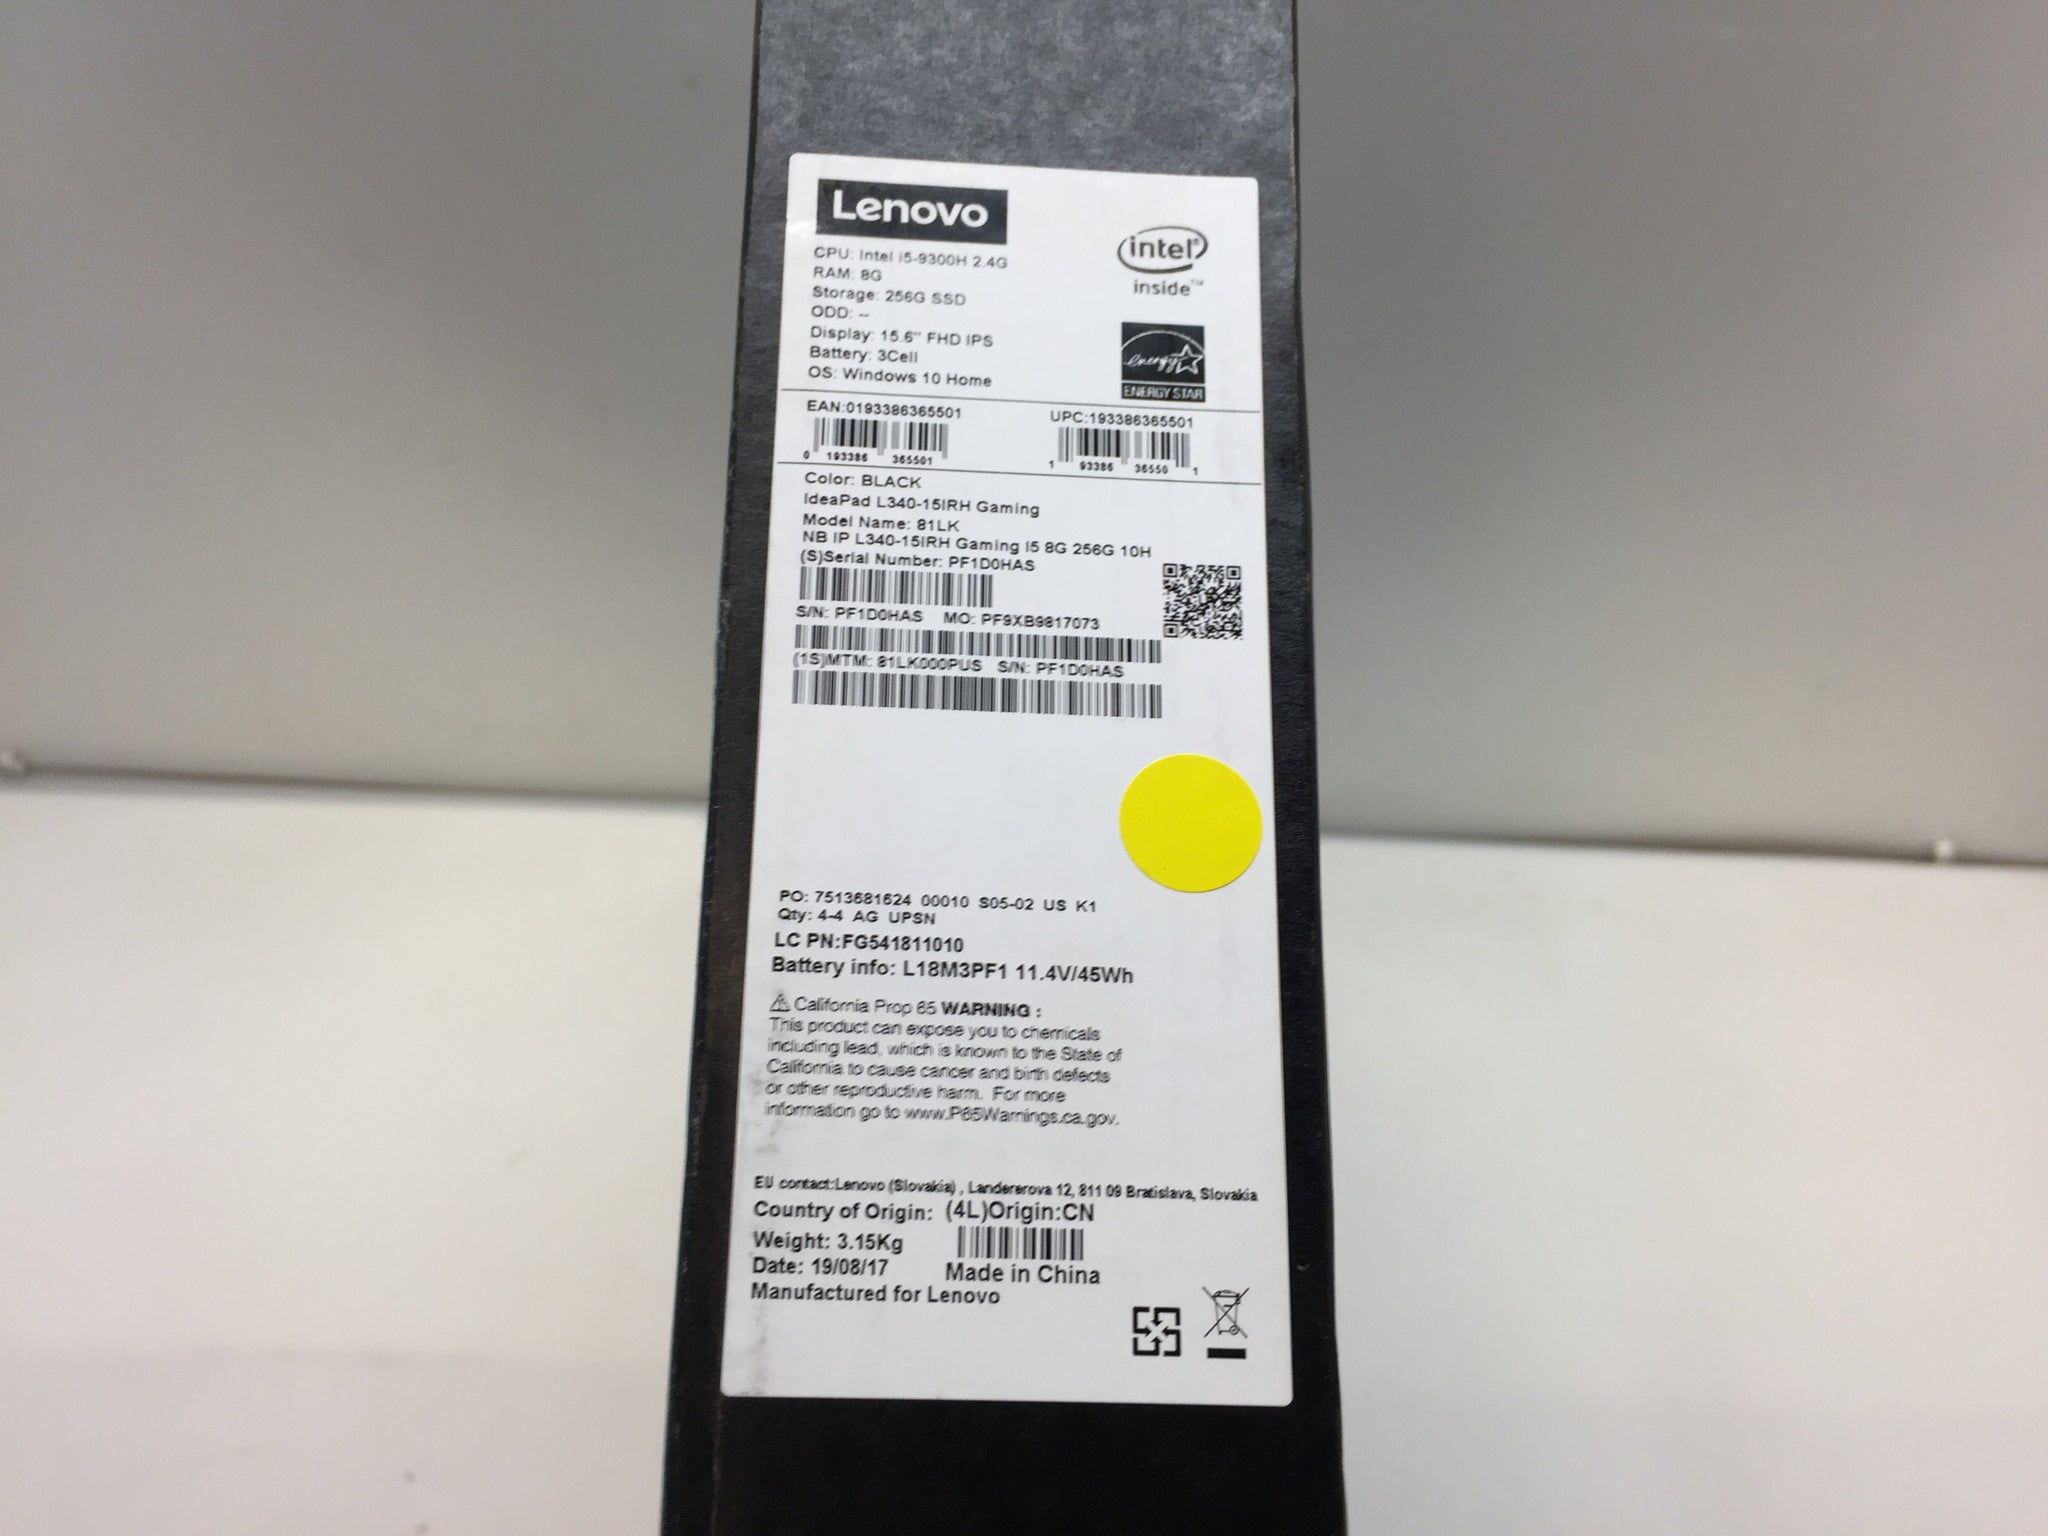 Lenovo
intel®
inside™
CPU: Intel i5-9300H 2.4G
RAM: 8G
Storage: 256G SSD
ODD: --
Display: 15.6" FHD IPS
Battery: 3Cell
OS: Windows 10 Home
energy
ENERGY STAR
EAN:0193386365501
0 193386 365501
UPC:193386365501
1 93386 36550 1
Color: BLACK
IdeaPad L340-15IRH Gaming
Model Name: 81LK
NB IP L340-15IRH Gaming I5 8G 256G 10H
(S)Serial Number: PF1D0HAS
S/N: PF1D0HAS MO: PF9XB9817073
(1S)MTM: 81LK000PUS S/N: PF1D0HAS
PO: 7513681624 00010 S05-02 US K1
Qty: 4-4 AG UPSN
LC PN:FG541811010
Battery info: L18M3PF1 11.4V/45Wh
⚠ California Prop 65 WARNING :
This product can expose you to chemicals
including lead, which is known to the State of
California to cause cancer and birth defects
or other reproductive harm. For more
information go to www.P65Warnings.ca.gov.
EU contact:Lenovo (Slovakia) , Landererova 12, 811 09 Bratislava, Slovakia
Country of Origin: (4L)Origin:CN
Weight: 3.15Kg
Date: 19/08/17
Made in China
Manufactured for Lenovo